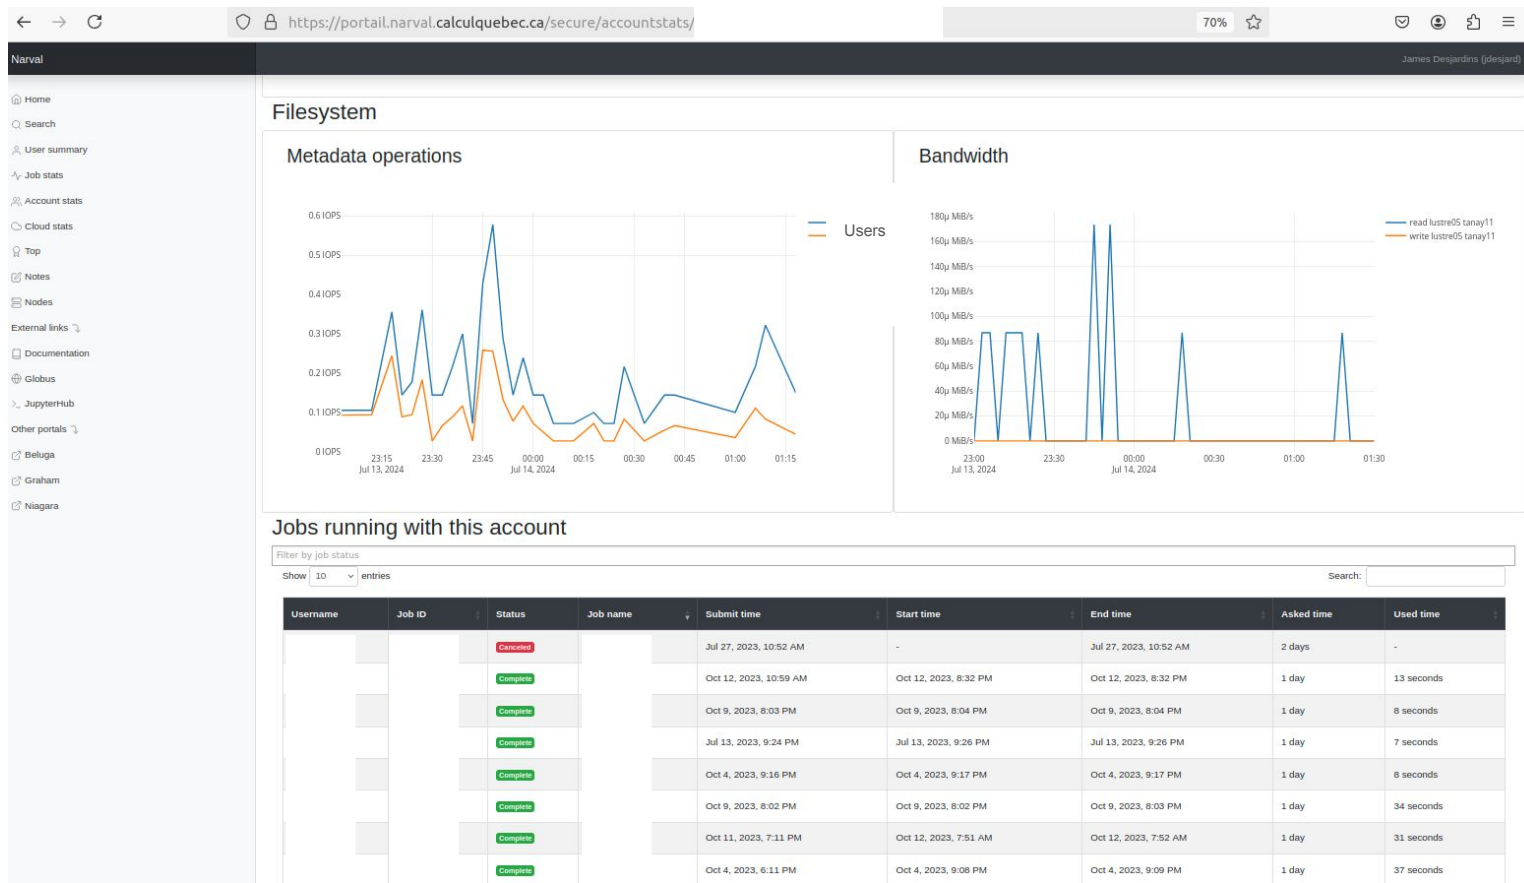 https://portail.narval.calculquebec.ca/secure/accountstats/
70%
Narval
James Desjardins (jdesjard)
Home
Search
User summary
Job stats
Account stats
Cloud stats
Top
Notes
Nodes
External links
Documentation
Globus
JupyterHub
Other portals
Beluga
Graham
Niagara
Filesystem
Metadata operations
0.6 IOPS
0.5 IOPS
0.4 IOPS
0.3 IOPS
0.2 IOPS
0.1 IOPS
0 IOPS
23:15 23:30 23:45 00:00 00:15 00:30 00:45 01:00 01:15
Jul 13, 2024 Jul 14, 2024
Users
Bandwidth
180µ MiB/s
160µ MiB/s
140µ MiB/s
120µ MiB/s
100µ MiB/s
80µ MiB/s
60µ MiB/s
40µ MiB/s
20µ MiB/s
0 MiB/s
23:00 23:30 00:00 00:30 01:00 01:30
Jul 13, 2024 Jul 14, 2024
read lustre05 tanay11
write lustre05 tanay11
Jobs running with this account
Filter by job status
Show 10 entries Search:
Username Job ID Status Job name Submit time Start time End time Asked time Used time
Canceled Jul 27, 2023, 10:52 AM - Jul 27, 2023, 10:52 AM 2 days -
Complete Oct 12, 2023, 10:59 AM Oct 12, 2023, 8:32 PM Oct 12, 2023, 8:32 PM 1 day 13 seconds
Complete Oct 9, 2023, 8:03 PM Oct 9, 2023, 8:04 PM Oct 9, 2023, 8:04 PM 1 day 8 seconds
Complete Jul 13, 2023, 9:24 PM Jul 13, 2023, 9:26 PM Jul 13, 2023, 9:26 PM 1 day 7 seconds
Complete Oct 4, 2023, 9:16 PM Oct 4, 2023, 9:17 PM Oct 4, 2023, 9:17 PM 1 day 8 seconds
Complete Oct 9, 2023, 8:02 PM Oct 9, 2023, 8:02 PM Oct 9, 2023, 8:03 PM 1 day 34 seconds
Complete Oct 11, 2023, 7:11 PM Oct 12, 2023, 7:51 AM Oct 12, 2023, 7:52 AM 1 day 31 seconds
Complete Oct 4, 2023, 6:11 PM Oct 4, 2023, 9:08 PM Oct 4, 2023, 9:09 PM 1 day 37 seconds